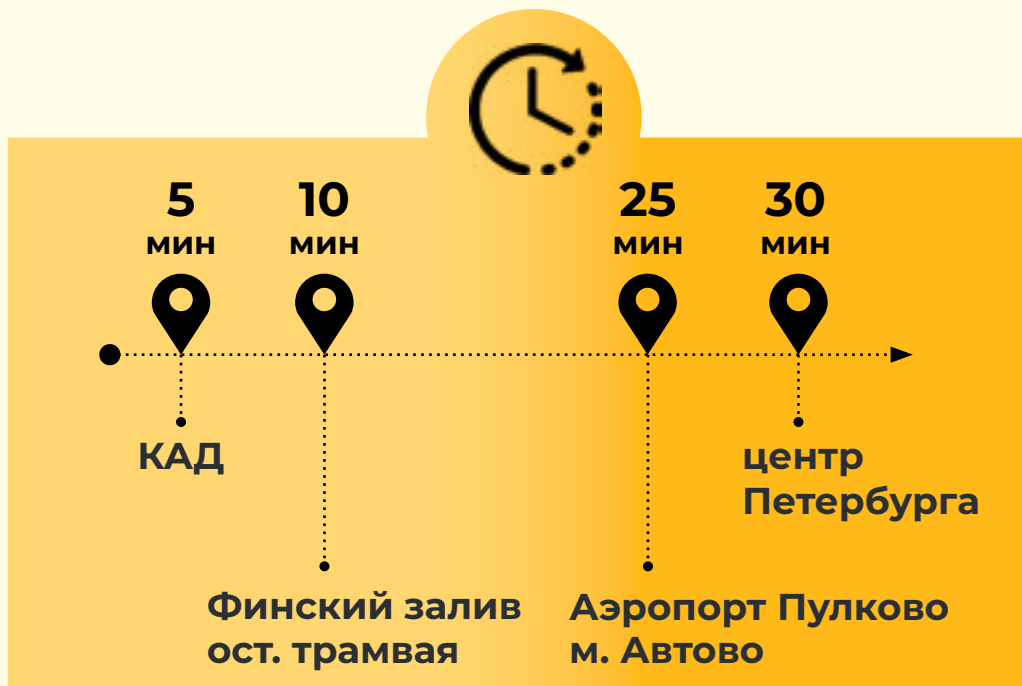 5 10 25 30
мин мин мин мин
КАД
центр
Петербурга
Финский залив
ост. трамвая
Аэропорт Пулково
м. Автово